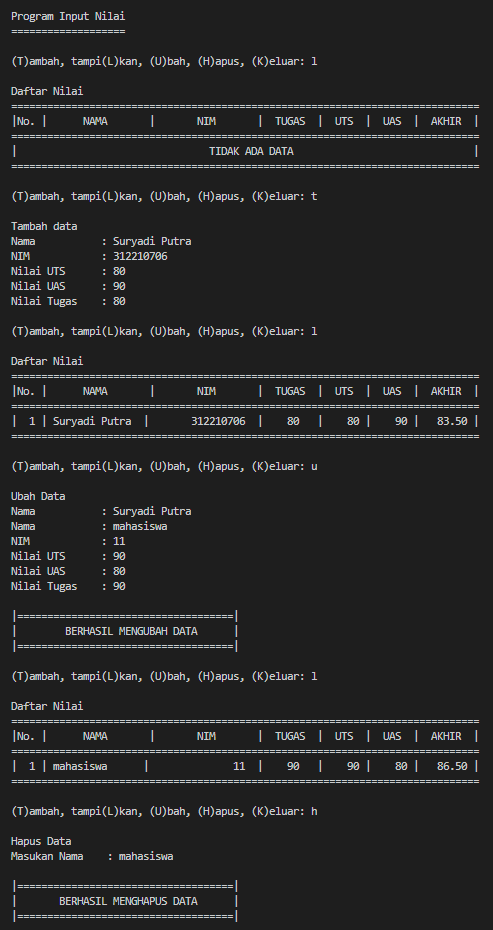 Program Input Nilai
===================
(T)ambah, tampi(L)kan, (U)bah, (H)apus, (K)eluar: l
Daftar Nilai
==============================================================================
|No. |      NAMA       |       NIM       |  TUGAS  |  UTS  |  UAS  |  AKHIR  |
==============================================================================
|                                TIDAK ADA DATA                              |
==============================================================================
(T)ambah, tampi(L)kan, (U)bah, (H)apus, (K)eluar: t
Tambah data
Nama           : Suryadi Putra
NIM            : 312210706
Nilai UTS      : 80
Nilai UAS      : 90
Nilai Tugas    : 80
(T)ambah, tampi(L)kan, (U)bah, (H)apus, (K)eluar: l
Daftar Nilai
==============================================================================
|No. |      NAMA       |       NIM       |  TUGAS  |  UTS  |  UAS  |  AKHIR  |
==============================================================================
|  1 | Suryadi Putra  |       312210706  |    80   |    80 |    90 |   83.50 |
==============================================================================
(T)ambah, tampi(L)kan, (U)bah, (H)apus, (K)eluar: u
Ubah Data
Nama           : Suryadi Putra
Nama           : mahasiswa
NIM            : 11
Nilai UTS      : 90
Nilai UAS      : 80
Nilai Tugas    : 90
|====================================|
|        BERHASIL MENGUBAH DATA      |
|====================================|
(T)ambah, tampi(L)kan, (U)bah, (H)apus, (K)eluar: l
Daftar Nilai
==============================================================================
|No. |      NAMA       |       NIM       |  TUGAS  |  UTS  |  UAS  |  AKHIR  |
==============================================================================
|  1 | mahasiswa      |              11  |    90   |    90 |    80 |   86.50 |
==============================================================================
(T)ambah, tampi(L)kan, (U)bah, (H)apus, (K)eluar: h
Hapus Data
Masukan Nama    : mahasiswa
|====================================|
|       BERHASIL MENGHAPUS DATA      |
|====================================|